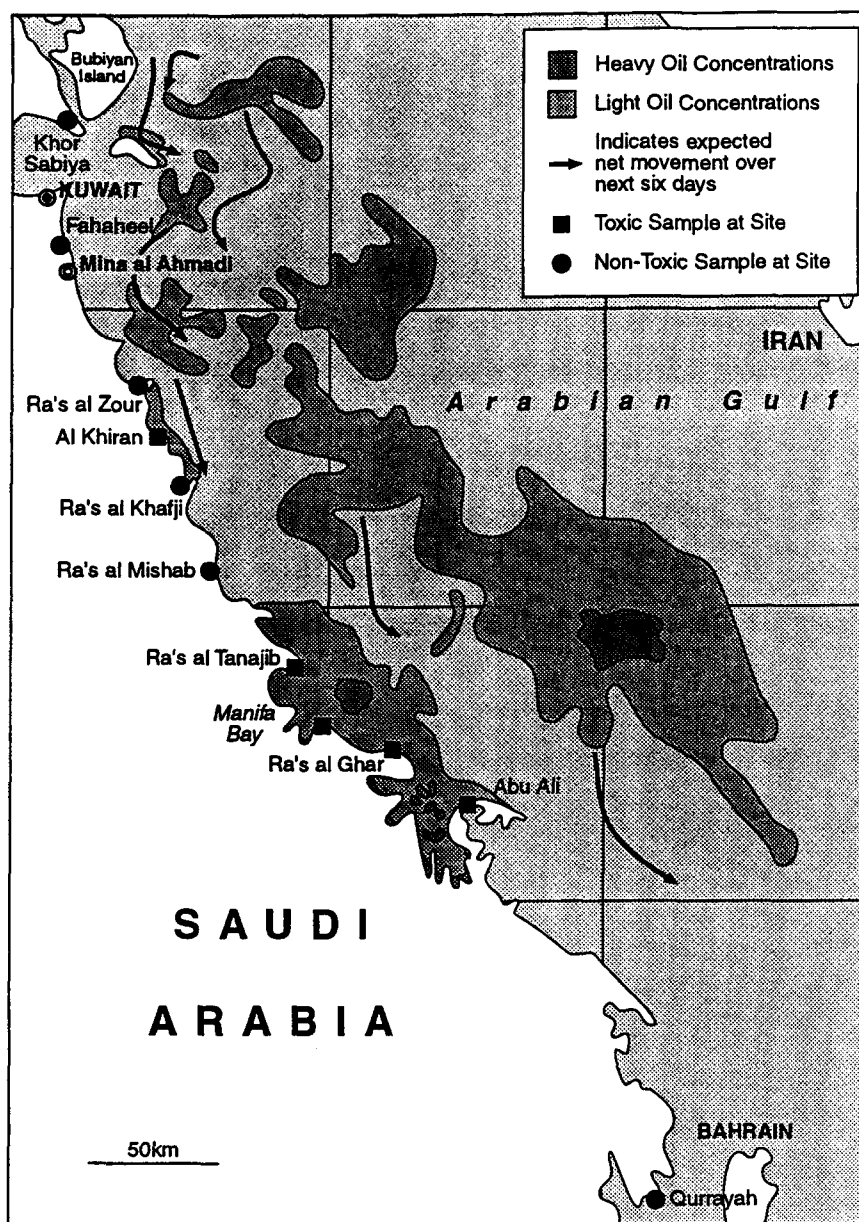 Bubiyan
Island
Heavy Oil Concentrations
Light Oil Concentrations
Indicates expected
net movement over
next six days
Toxic Sample at Site
Non-Toxic Sample at Site
Khor
Sabiya
KUWAIT
Fahaheel
Mina al Ahmadi
IRAN
Arabian Gulf
Ra's al Zour
Al Khiran
Ra's al Khafji
Ra's al Mishab
Ra's al Tanajib
Manifa
Bay
Ra's al Ghar
Abu Ali
SAUDI
ARABIA
50km
BAHRAIN
Qurrayah